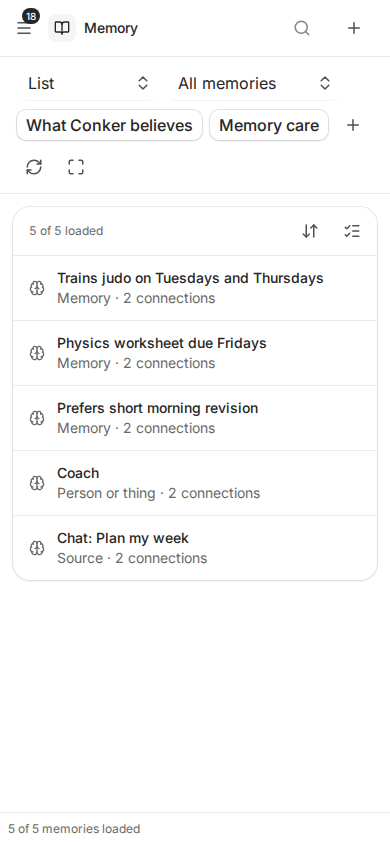 18
Memory
List
All memories
What Conker believes
Memory care
5 of 5 loaded
Trains judo on Tuesdays and Thursdays
Memory · 2 connections
Physics worksheet due Fridays
Memory · 2 connections
Prefers short morning revision
Memory · 2 connections
Coach
Person or thing · 2 connections
Chat: Plan my week
Source · 2 connections
5 of 5 memories loaded